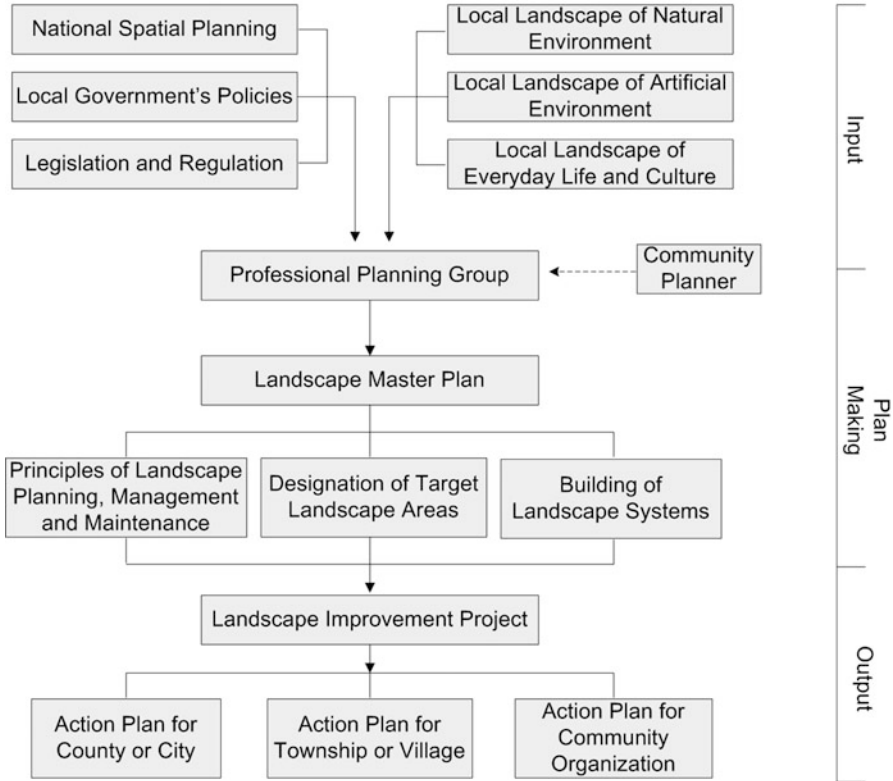 National Spatial Planning
Local Government's Policies
Legislation and Regulation
Local Landscape of Natural
Environment
Local Landscape of Artificial
Environment
Local Landscape of
Everyday Life and Culture
Input
Professional Planning Group
Community
Planner
Landscape Master Plan
Principles of Landscape
Planning, Management
and Maintenance
Designation of Target
Landscape Areas
Building of
Landscape Systems
Plan
Making
Landscape Improvement Project
Action Plan for
County or City
Action Plan for
Township or Village
Action Plan for
Community
Organization
Output